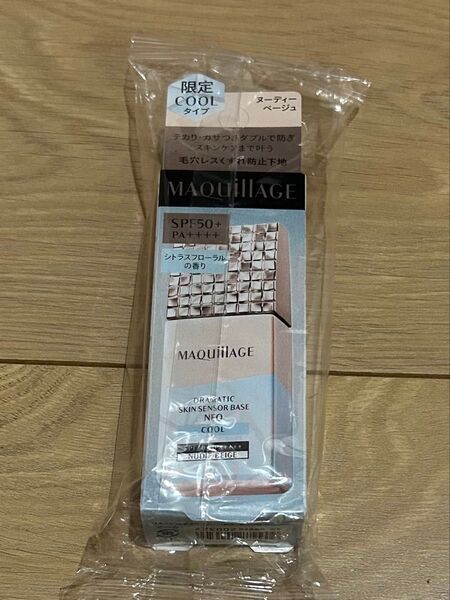 限定
COOL
タイプ
ヌーディー
ベージュ
テカリ・カサつきダブルで防ぎ
スキンケアまで叶う
毛穴レスくずれ防止下地
MAQuillAGE
SPF50+
PA++++
シトラスフローラル
の香り
MAQuillAGE
DRAMATIC
SKIN SENSOR BASE
NEO
COOL
NUDY BEIGE